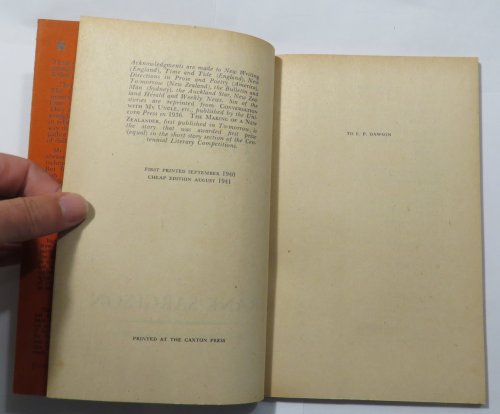 Acknowledgments are made to New Writing
(England), Time and Tide (England), New
Directions in Prose and Poetry (America),
To-morrow (New Zealand), the Bulletin and
Man (Sydney), the Auckland Star, New Zea-
land Herald and Weekly News. Six of the
stories are reprinted from CONVERSATION
WITH MY UNCLE, ETC., published by the Uni-
corn Press in 1936. THE MAKING OF A NEW
ZEALANDER, first published in To-morrow, is
the story that was awarded first prize
(equal) in the short story section of the Cen-
tennial Literary Competitions.
FIRST PRINTED SEPTEMBER 1940
CHEAP EDITION AUGUST 1941
PRINTED AT THE CAXTON PRESS
TO E. P. DAWSON